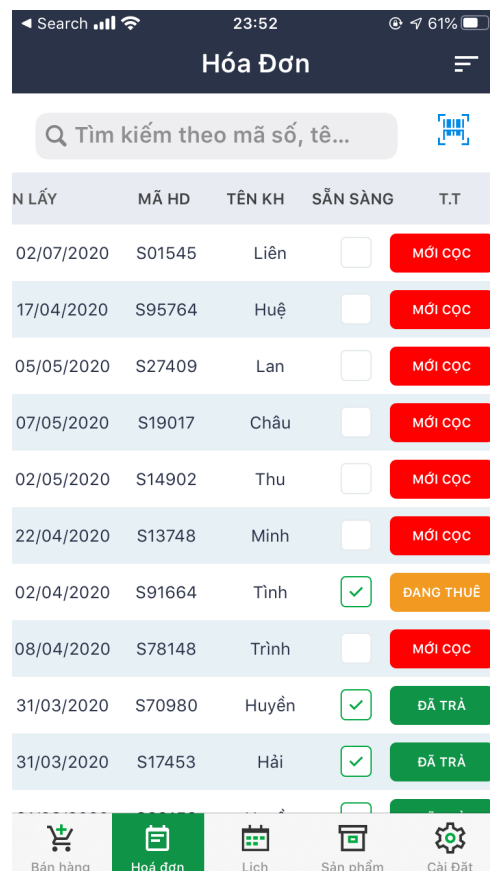 Search 23:52 61%
Hóa Đơn
Tìm kiếm theo mã số, tê...
N LẤY MÃ HD TÊN KH SẴN SÀNG T.T
02/07/2020 S01545 Liên MỚI CỌC
17/04/2020 S95764 Huệ MỚI CỌC
05/05/2020 S27409 Lan MỚI CỌC
07/05/2020 S19017 Châu MỚI CỌC
02/05/2020 S14902 Thu MỚI CỌC
22/04/2020 S13748 Minh MỚI CỌC
02/04/2020 S91664 Tình ĐANG THUÊ
08/04/2020 S78148 Trình MỚI CỌC
31/03/2020 S70980 Huyền ĐÃ TRẢ
31/03/2020 S17453 Hải ĐÃ TRẢ
Bán hàng Hoá đơn Lịch Sản phẩm Cài Đặt